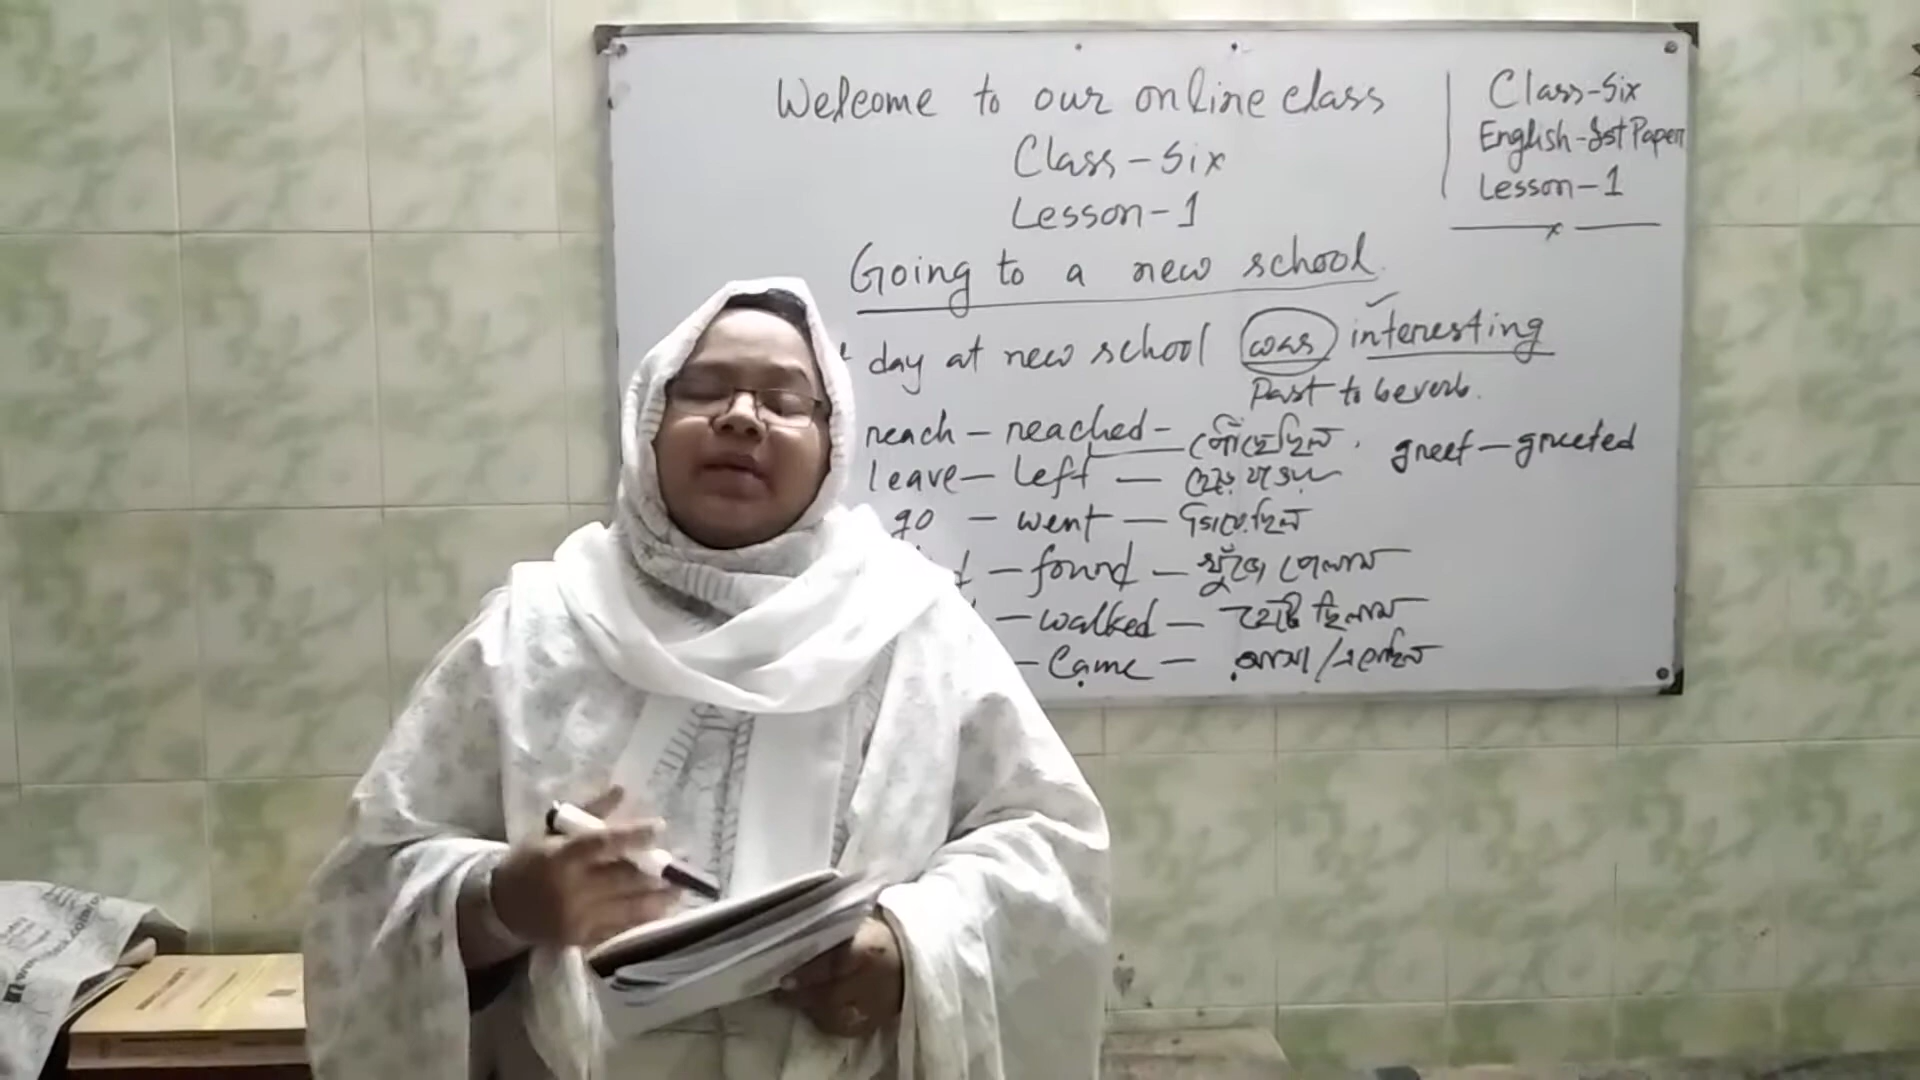 Welcome to our online class
Class-Six
Lesson-1
Going to a new school.
day at new school was interesting
Past to beverb.
reach - reached - পৌঁছেছিল, greet - greeted
leave - left - ছেড়ে যাওয়া
go - went - গিয়েছিল
- found - খুঁজে পেলাম
- walked - হেটে ছিলাম
- Came - আসা / এসেছিল
Class-Six
English-1st Paper
Lesson-1